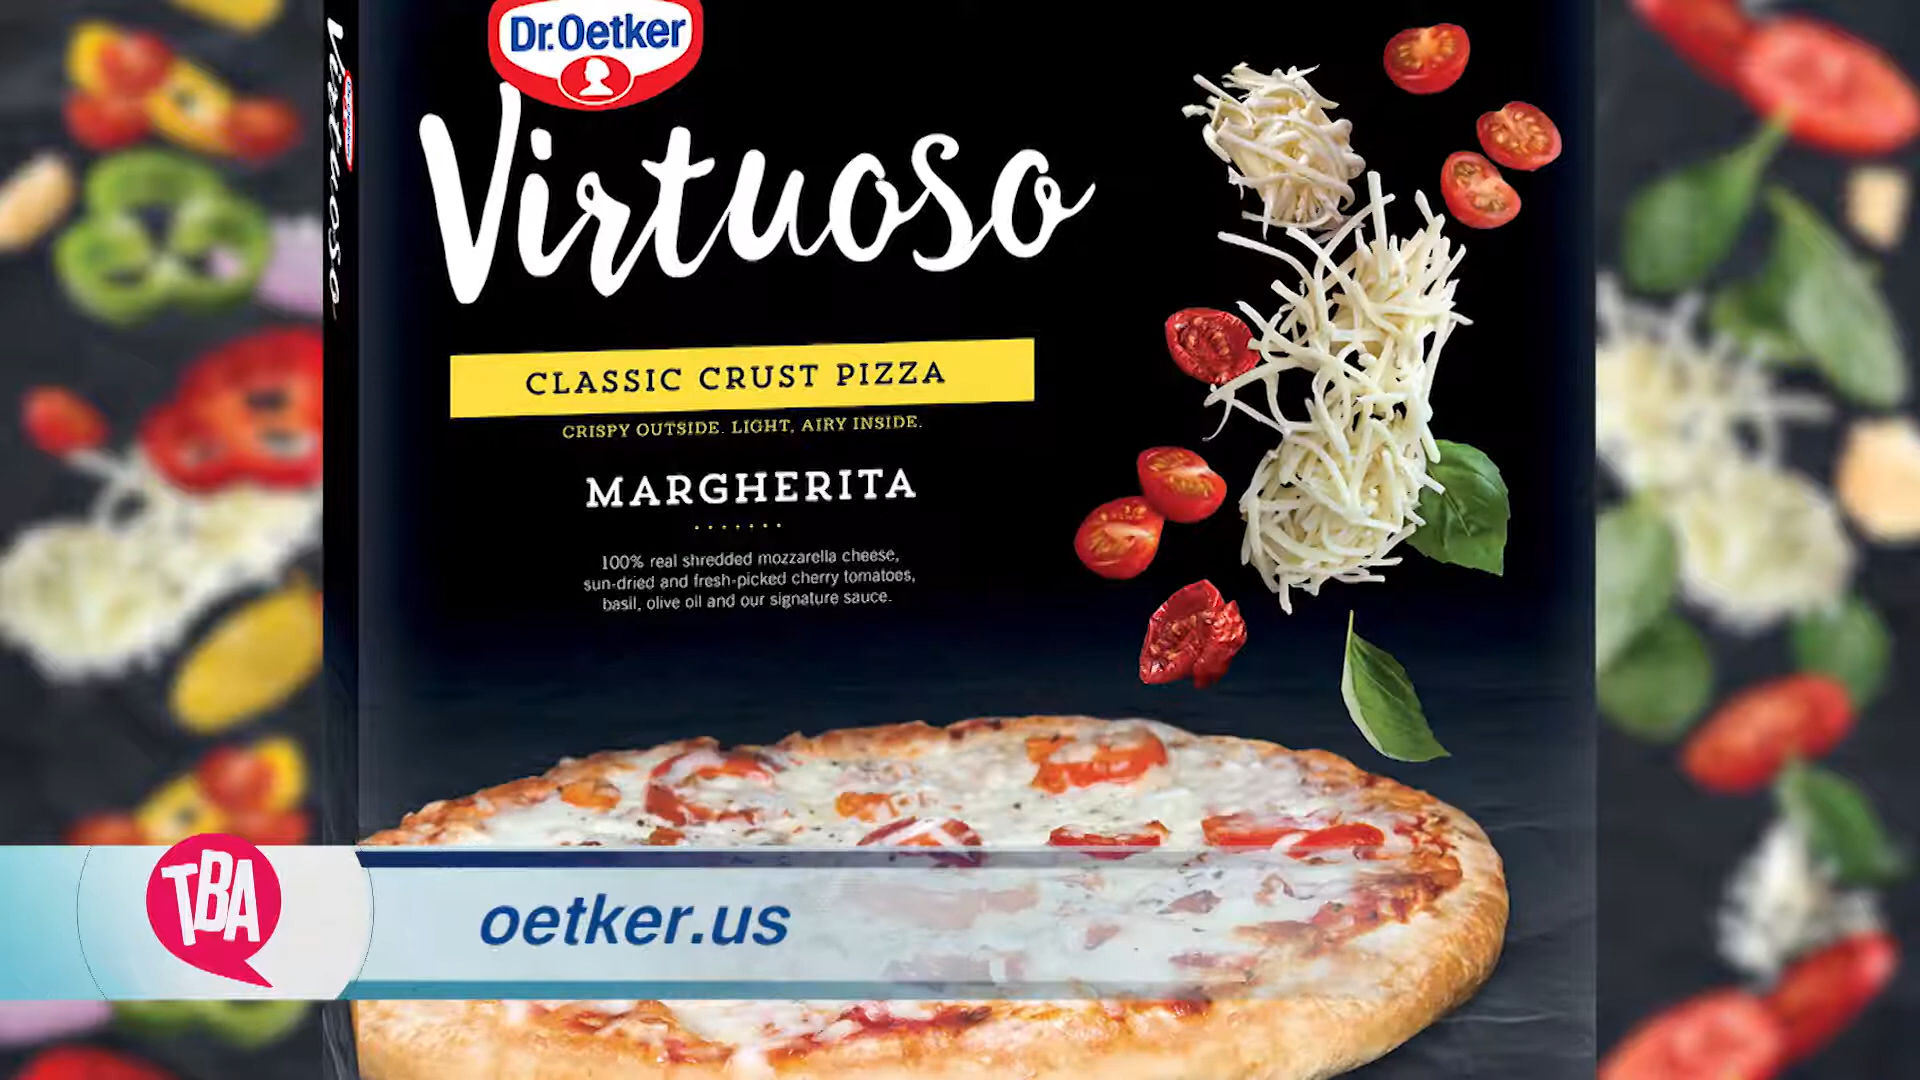 Dr.Oetker
Virtuoso
Virtuoso
CLASSIC CRUST PIZZA
CRISPY OUTSIDE. LIGHT, AIRY INSIDE.
MARGHERITA
100% real shredded mozzarella cheese,
sun-dried and fresh-picked cherry tomatoes,
basil, olive oil and our signature sauce.
TBA
oetker.us